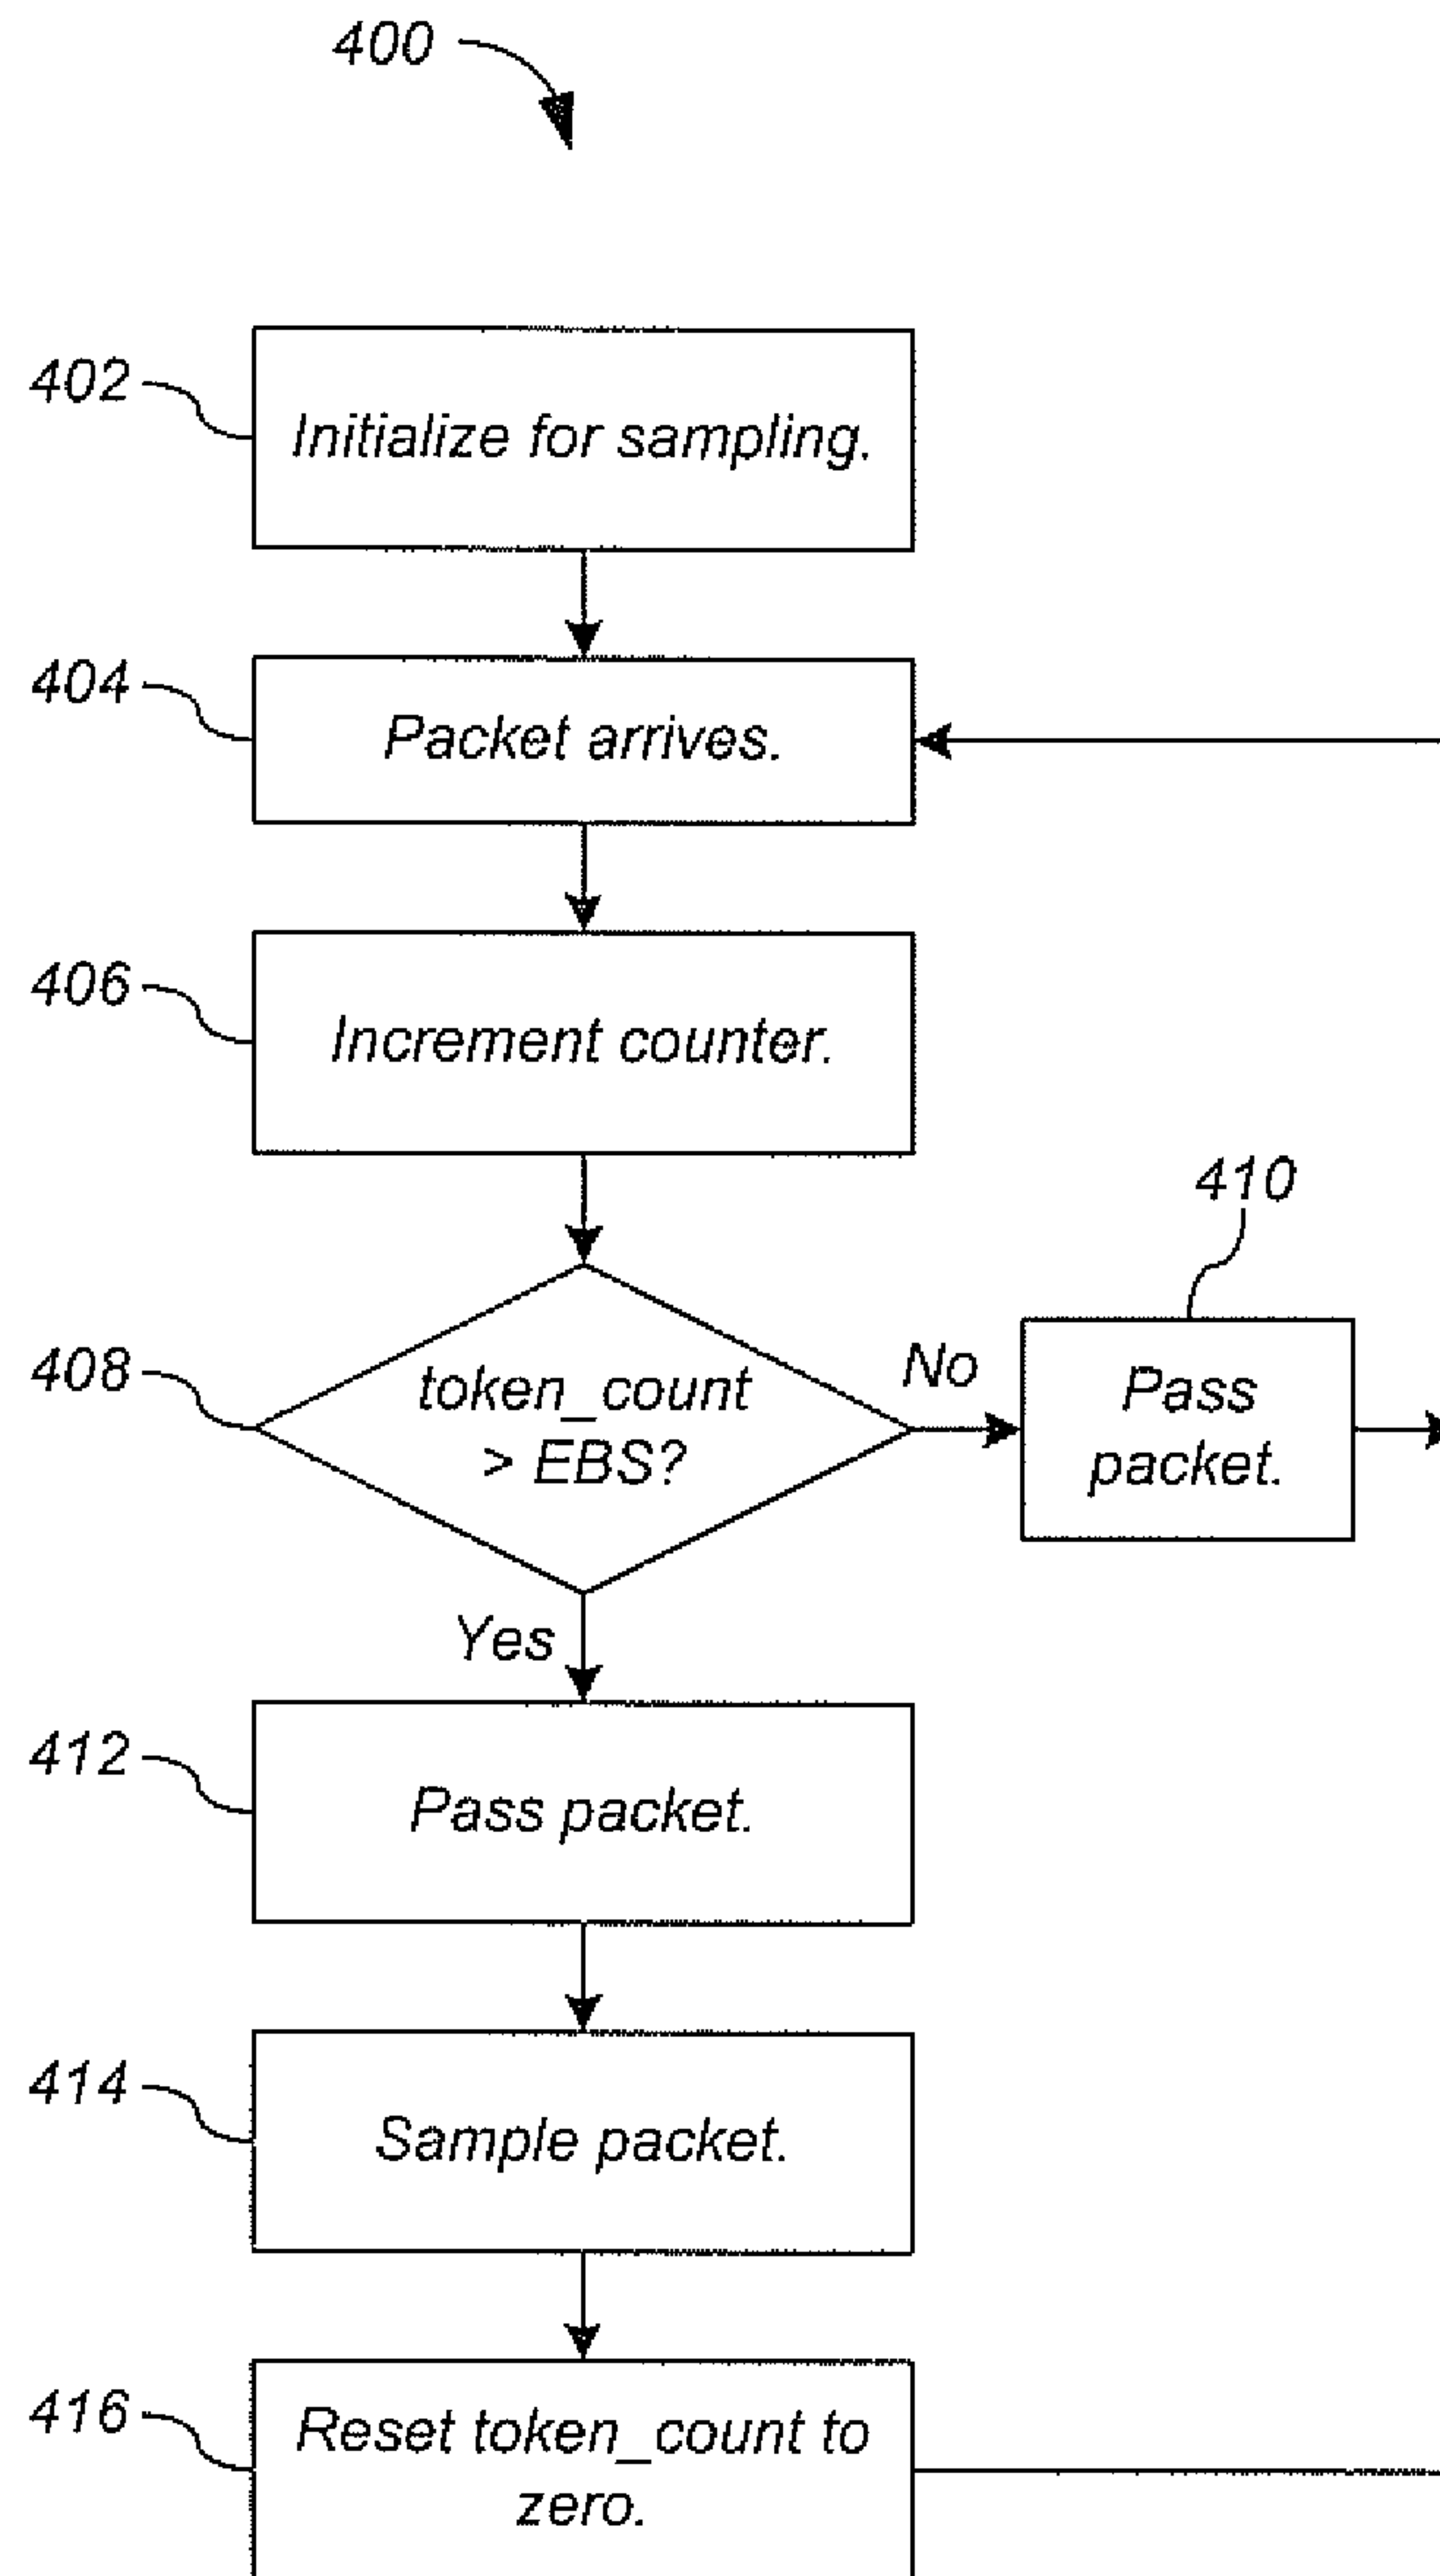 400
402
Initialize for sampling.
404
Packet arrives.
406
Increment counter.
410
408
token_count
> EBS?
No
Pass
packet.
Yes
412
Pass packet.
414
Sample packet.
416
Reset token_count to
zero.